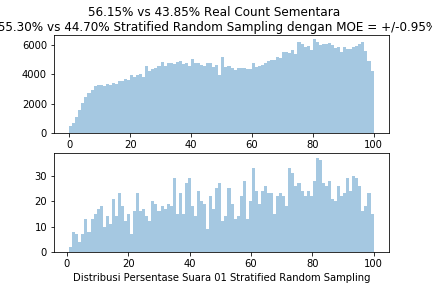 56.15% vs 43.85% Real Count Sementara
55.30% vs 44.70% Stratified Random Sampling dengan MOE = +/-0.95%
6000
4000
2000
0
0 20 40 60 80 100
30
20
10
0
0 20 40 60 80 100
Distribusi Persentase Suara 01 Stratified Random Sampling